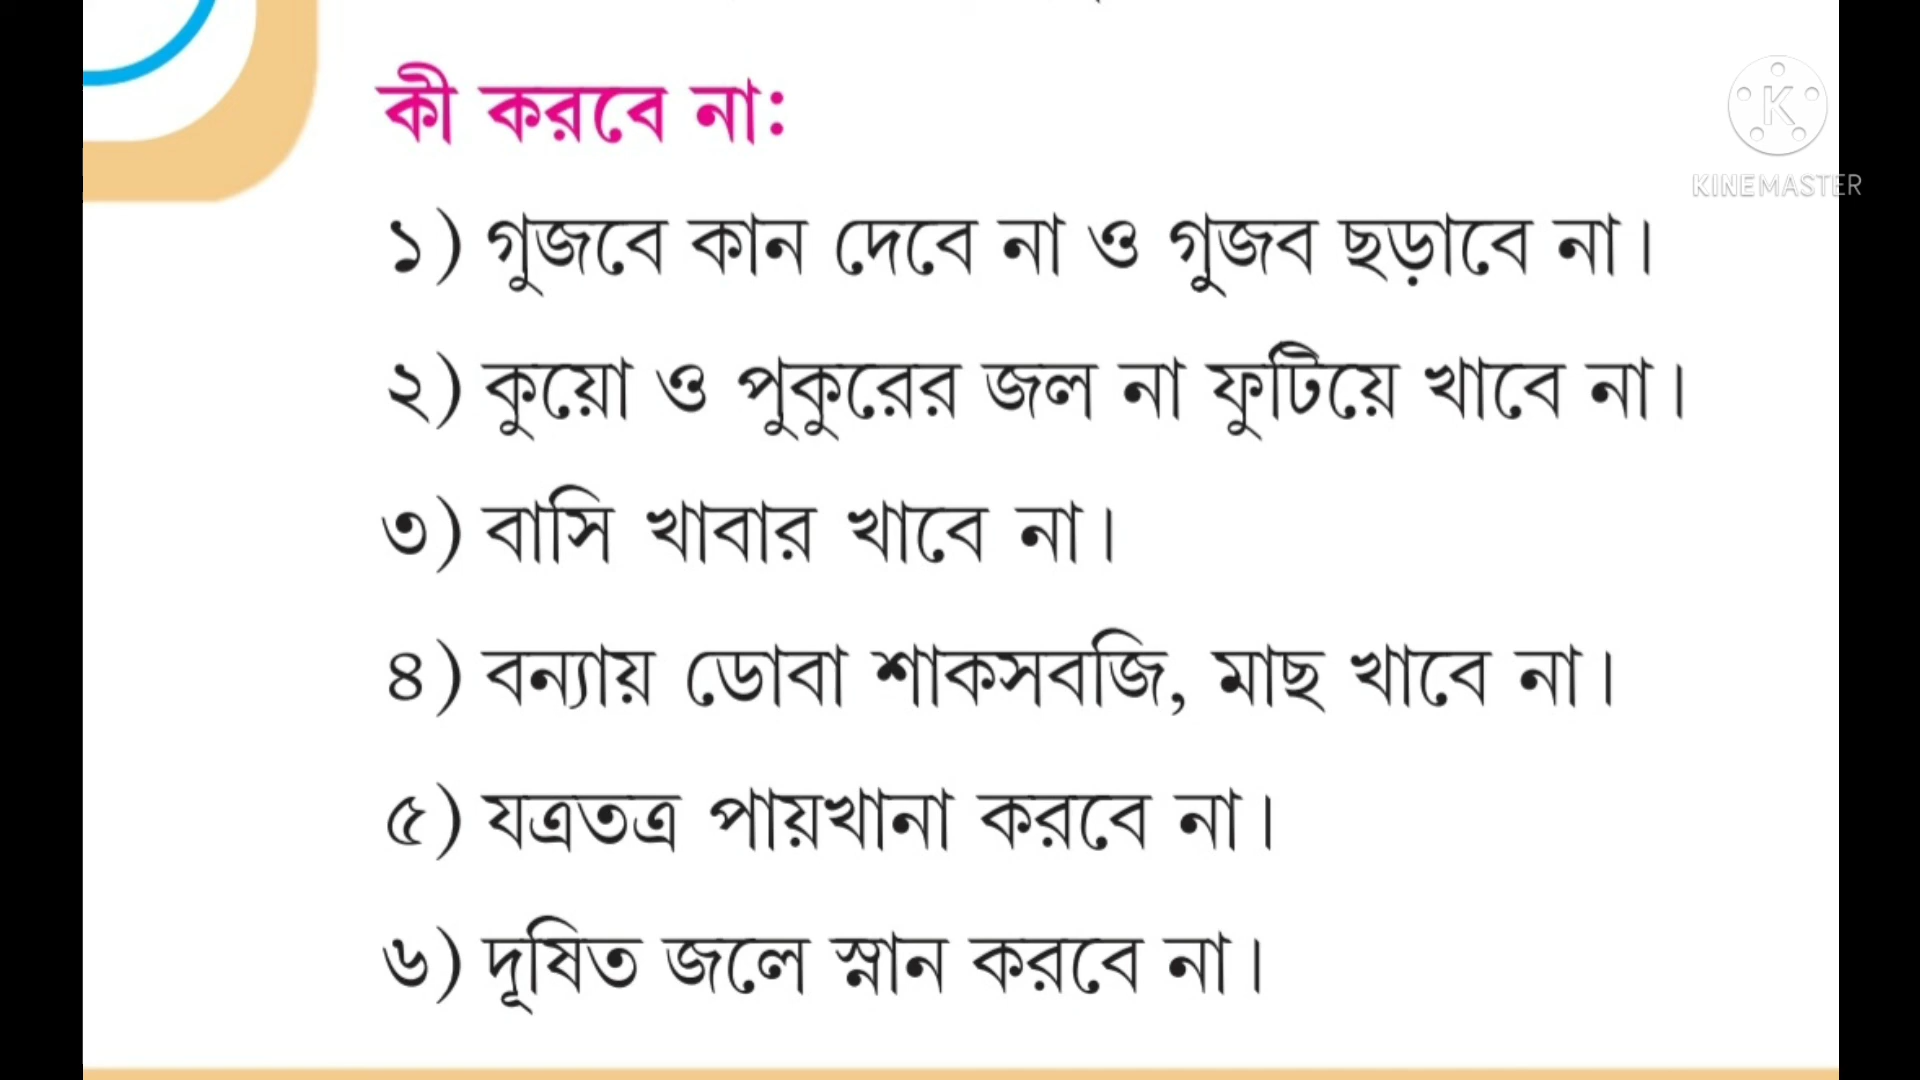 কী করবে না:
১) গুজবে কান দেবে না ও গুজব ছড়াবে না।
২) কুয়ো ও পুকুরের জল না ফুটিয়ে খাবে না।
৩) বাসি খাবার খাবে না।
৪) বন্যায় ডোবা শাকসবজি, মাছ খাবে না।
৫) যত্রতত্র পায়খানা করবে না।
৬) দূষিত জলে স্নান করবে না।
K
KINEMASTER